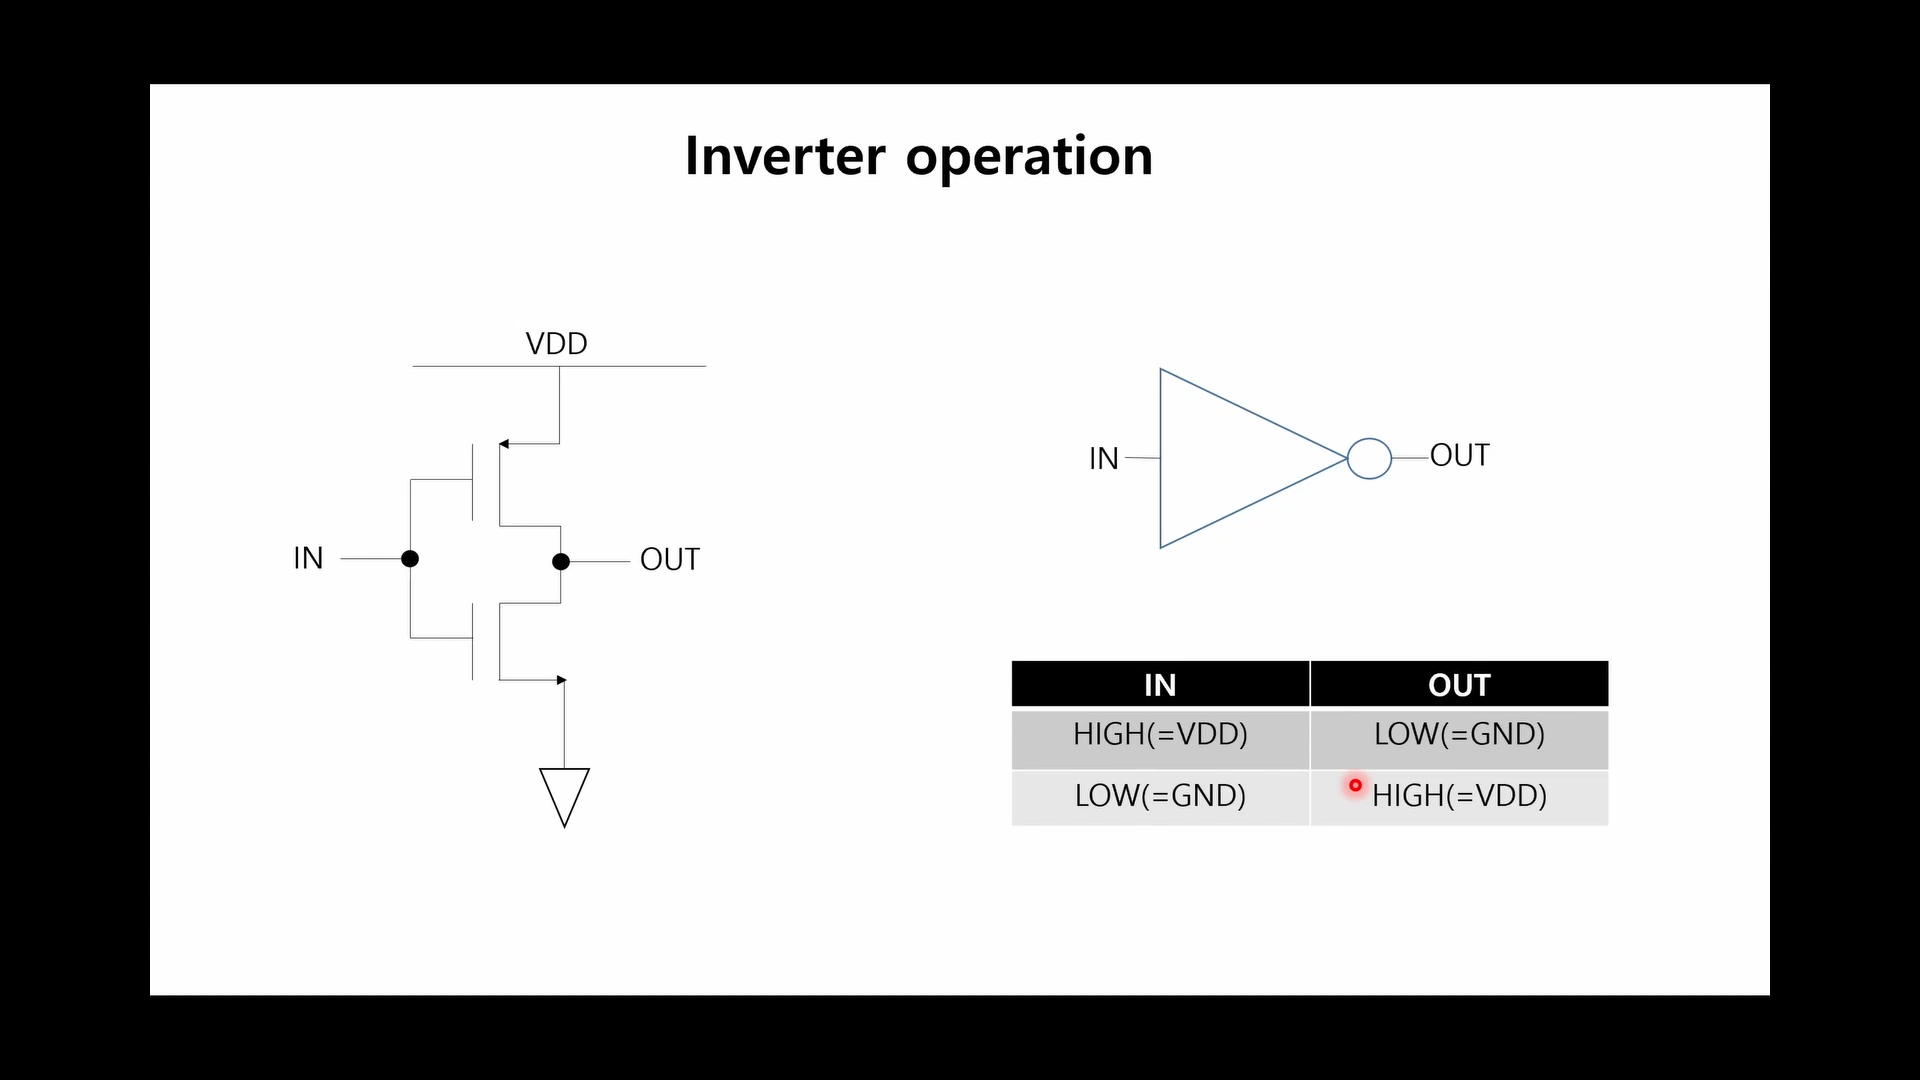 Inverter operation
VDD
IN
OUT
IN
OUT
IN OUT
HIGH(=VDD) LOW(=GND)
LOW(=GND) HIGH(=VDD)